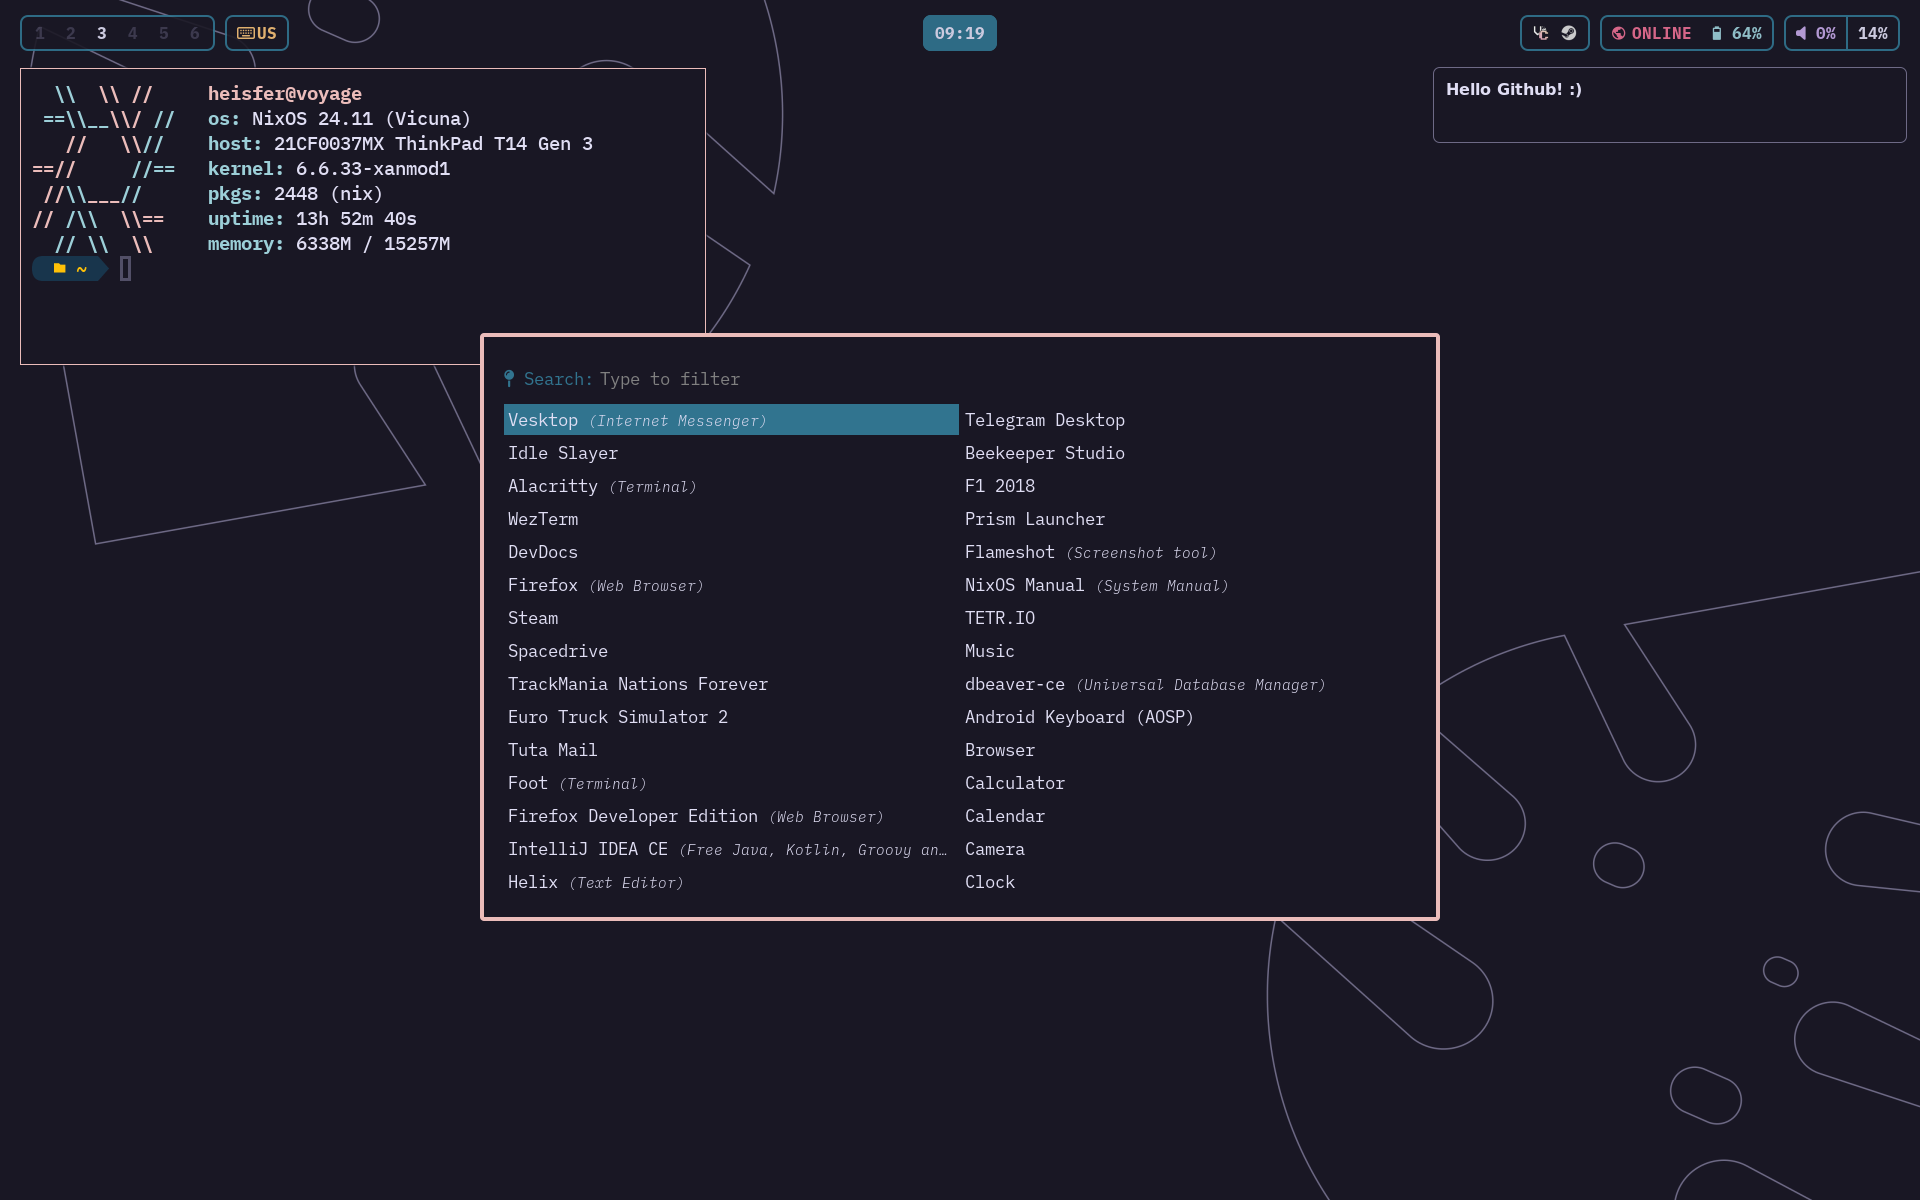 1 2 3 4 5 6
US
09:19
ONLINE 64%
0% 14%
Hello Github! :)
\\  \\ //
==\\__\\/ //
//   \\//
==//     //==
//\\___//
// /\\  \\==
// \\  \\
heisfer@voyage
os: NixOS 24.11 (Vicuna)
host: 21CF0037MX ThinkPad T14 Gen 3
kernel: 6.6.33-xanmod1
pkgs: 2448 (nix)
uptime: 13h 52m 40s
memory: 6338M / 15257M
~
Search: Type to filter
Vesktop (Internet Messenger)
Idle Slayer
Alacritty (Terminal)
WezTerm
DevDocs
Firefox (Web Browser)
Steam
Spacedrive
TrackMania Nations Forever
Euro Truck Simulator 2
Tuta Mail
Foot (Terminal)
Firefox Developer Edition (Web Browser)
IntelliJ IDEA CE (Free Java, Kotlin, Groovy an…
Helix (Text Editor)
Telegram Desktop
Beekeeper Studio
F1 2018
Prism Launcher
Flameshot (Screenshot tool)
NixOS Manual (System Manual)
TETR.IO
Music
dbeaver-ce (Universal Database Manager)
Android Keyboard (AOSP)
Browser
Calculator
Calendar
Camera
Clock